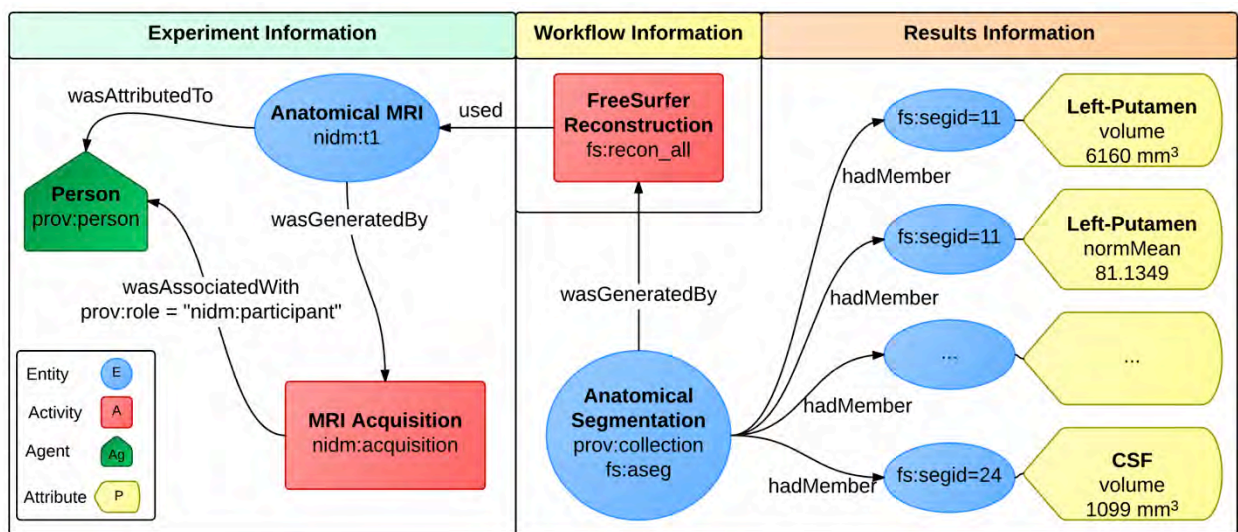 Experiment Information
Workflow Information
Results Information
wasAttributedTo
Anatomical MRI
nidm:t1
used
FreeSurfer
Reconstruction
fs:recon_all
fs:segid=11
Left-Putamen
volume
6160 mm³
Person
prov:person
wasGeneratedBy
hadMember
fs:segid=11
Left-Putamen
normMean
81.1349
wasAssociatedWith
prov:role = "nidm:participant"
wasGeneratedBy
hadMember
...
...
Entity
E
Activity
A
Agent
Ag
Attribute
P
MRI Acquisition
nidm:acquisition
Anatomical
Segmentation
prov:collection
fs:aseg
hadMember
hadMember
fs:segid=24
CSF
volume
1099 mm³